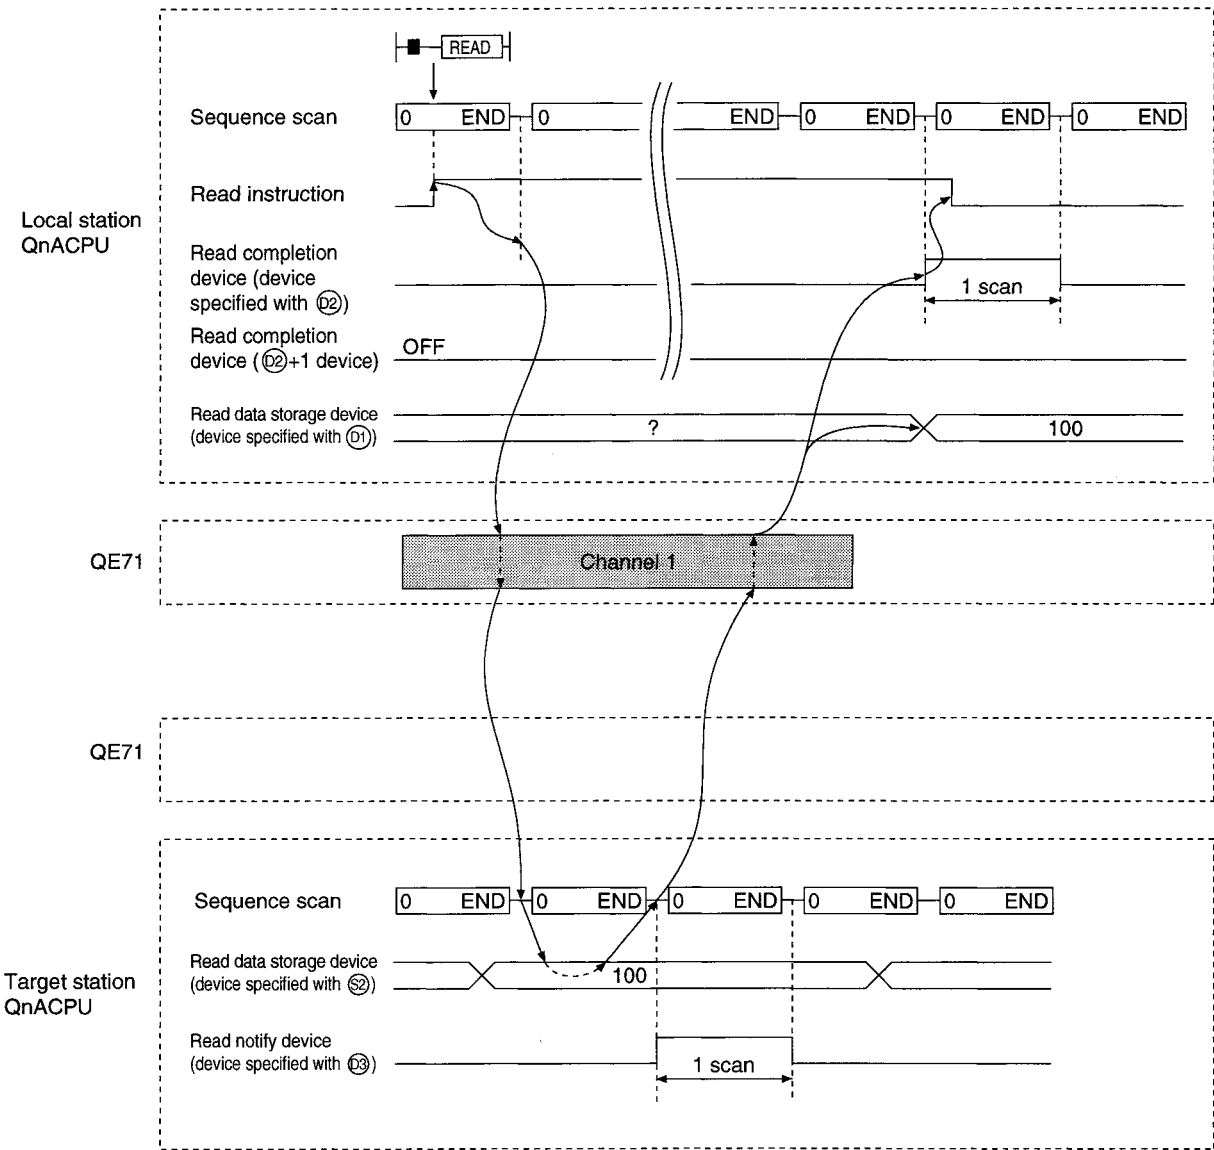 READ
Sequence scan
0 END 0 END 0 END 0 END 0 END
Read instruction
Local station
QnACPU
Read completion
device (device
specified with D2)
1 scan
Read completion
device (D2+1 device)
OFF
Read data storage device
(device specified with D1)
?
100
QE71
Channel 1
QE71
Sequence scan
0 END 0 END 0 END 0 END 0 END
Target station
QnACPU
Read data storage device
(device specified with S2)
100
Read notify device
(device specified with D3)
1 scan